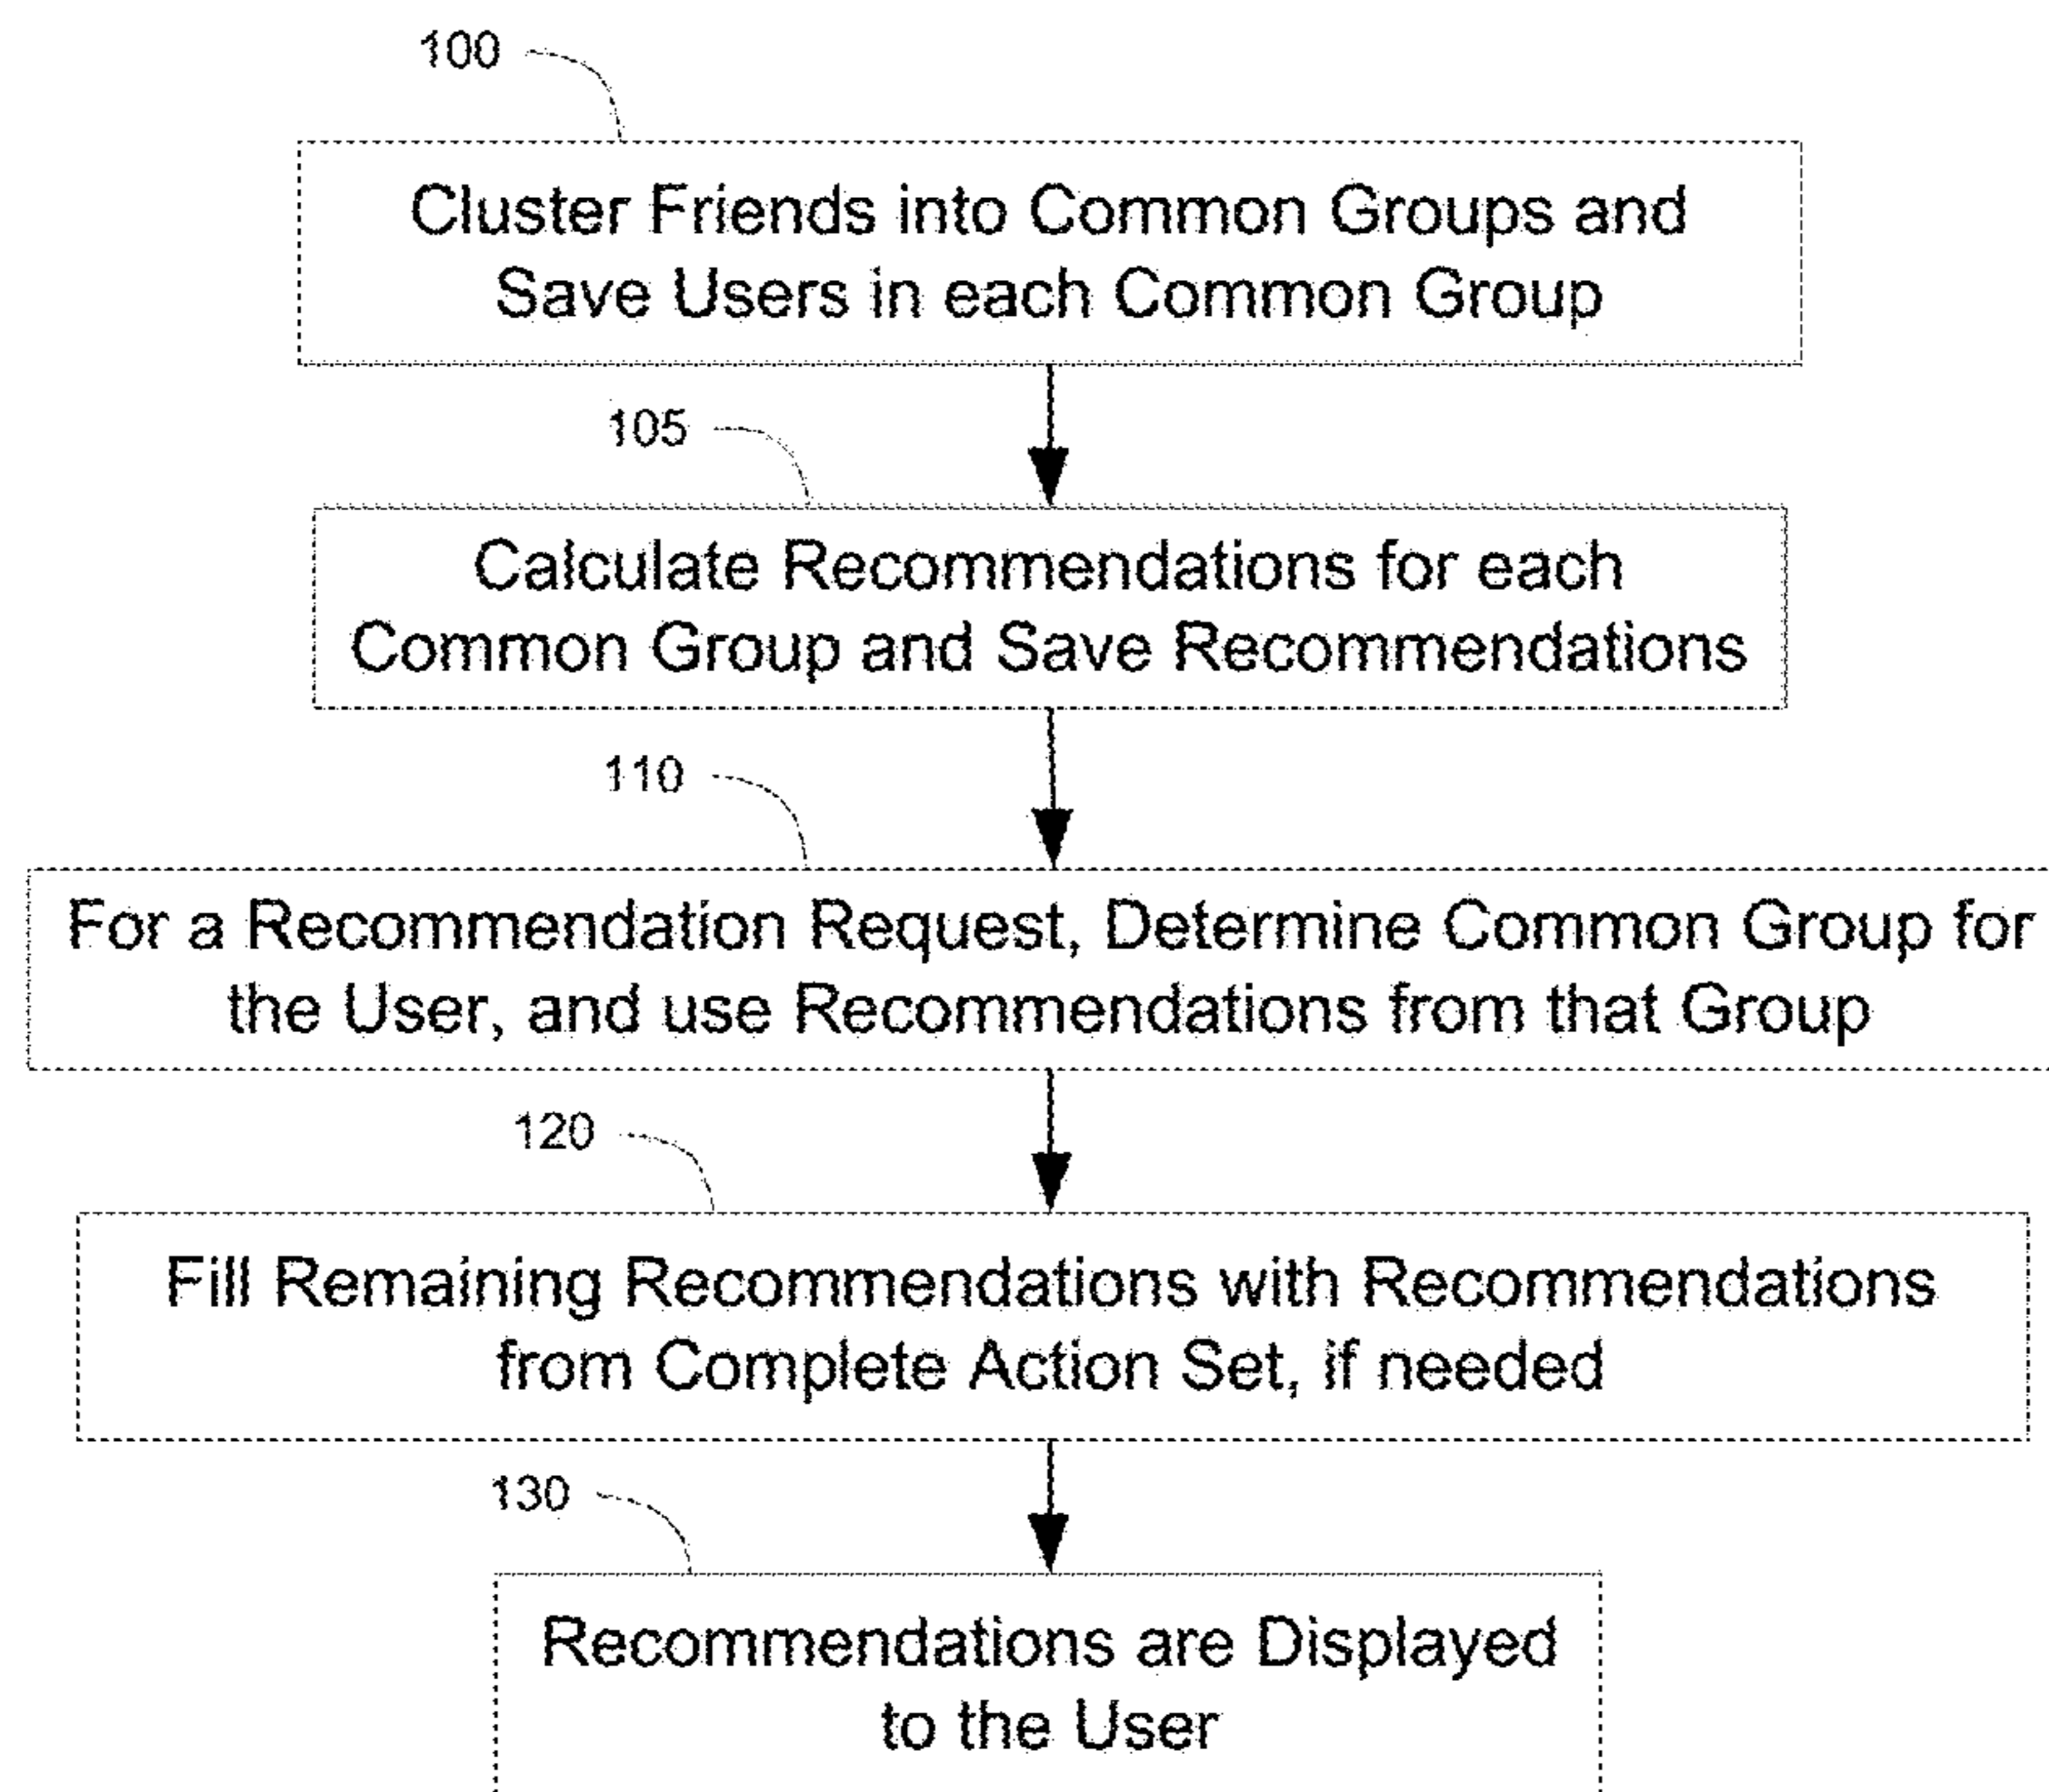 100
Cluster Friends into Common Groups and
Save Users in each Common Group
105
Calculate Recommendations for each
Common Group and Save Recommendations
110
For a Recommendation Request, Determine Common Group for
the User, and use Recommendations from that Group
120
Fill Remaining Recommendations with Recommendations
from Complete Action Set, if needed
130
Recommendations are Displayed
to the User